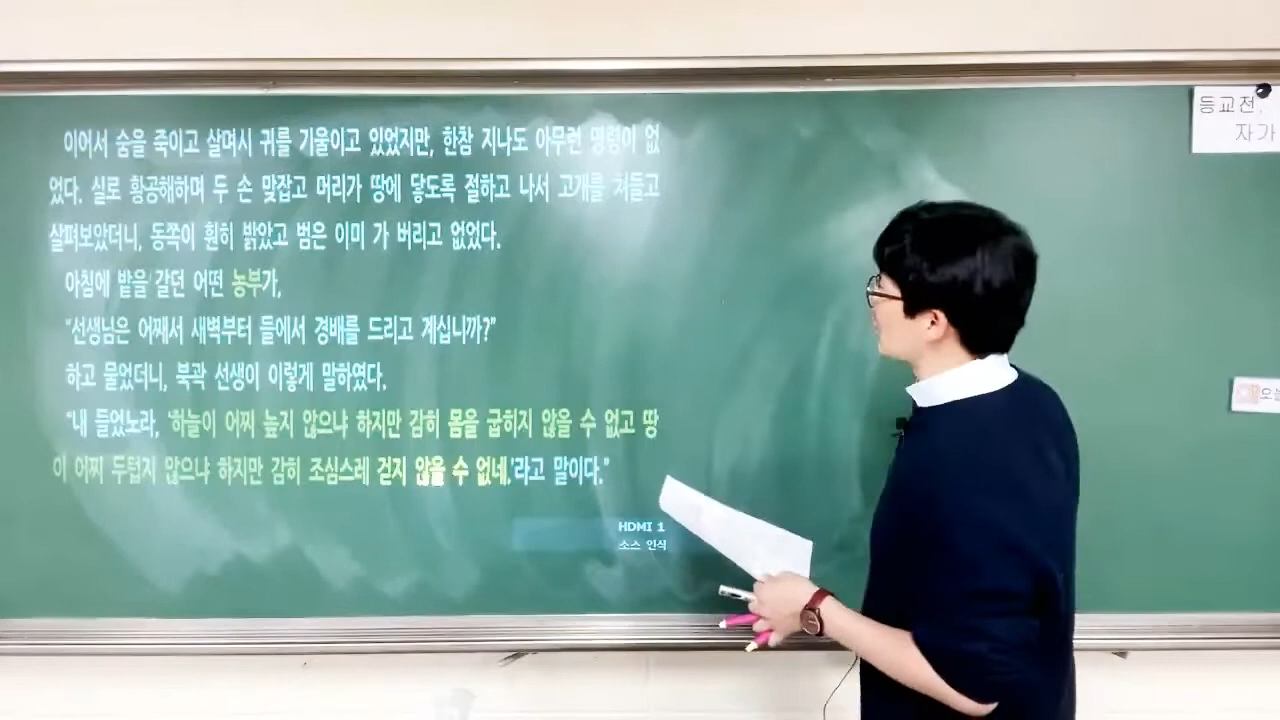 이어서 숨을 죽이고 살며시 귀를 기울이고 있었지만, 한참 지나도 아무런 명령이 없
었다. 실로 황공해하며 두 손 맞잡고 머리가 땅에 닿도록 절하고 나서 고개를 쳐들고
살펴보았더니, 동쪽이 훤히 밝았고 범은 이미 가 버리고 없었다.
아침에 밭을 갈던 어떤 농부가,
“선생님은 어째서 새벽부터 들에서 경배를 드리고 계십니까?”
하고 물었더니, 북곽 선생이 이렇게 말하였다.
“내 들었노라, ‘하늘이 어찌 높지 않으냐 하지만 감히 몸을 굽히지 않을 수 없고 땅
이 어찌 두텁지 않으냐 하지만 감히 조심스레 걷지 않을 수 없네.’라고 말이다.”
HDMI 1
소스 인식
등교전,
자가
오늘